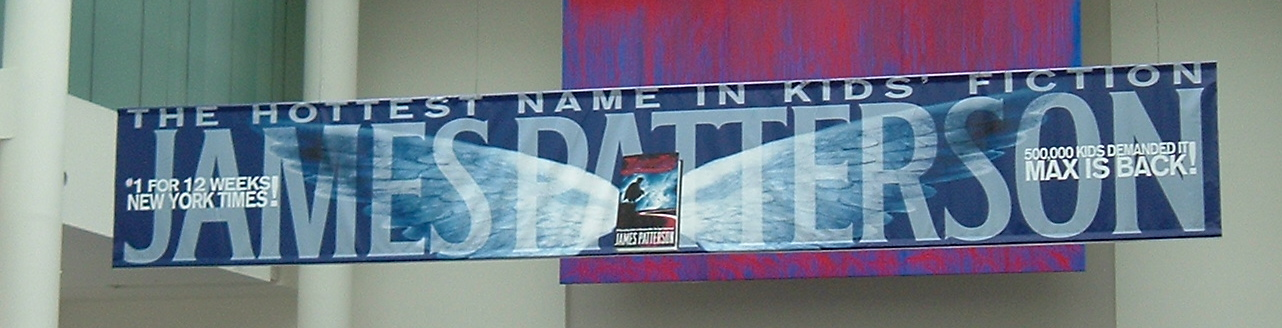 THE HOTTEST NAME IN KIDS' FICTION
JAMES PATTERSON
#1 FOR 12 WEEKS
NEW YORK TIMES!
500,000 KIDS DEMANDED IT
MAX IS BACK!
JAMES PATTERSON